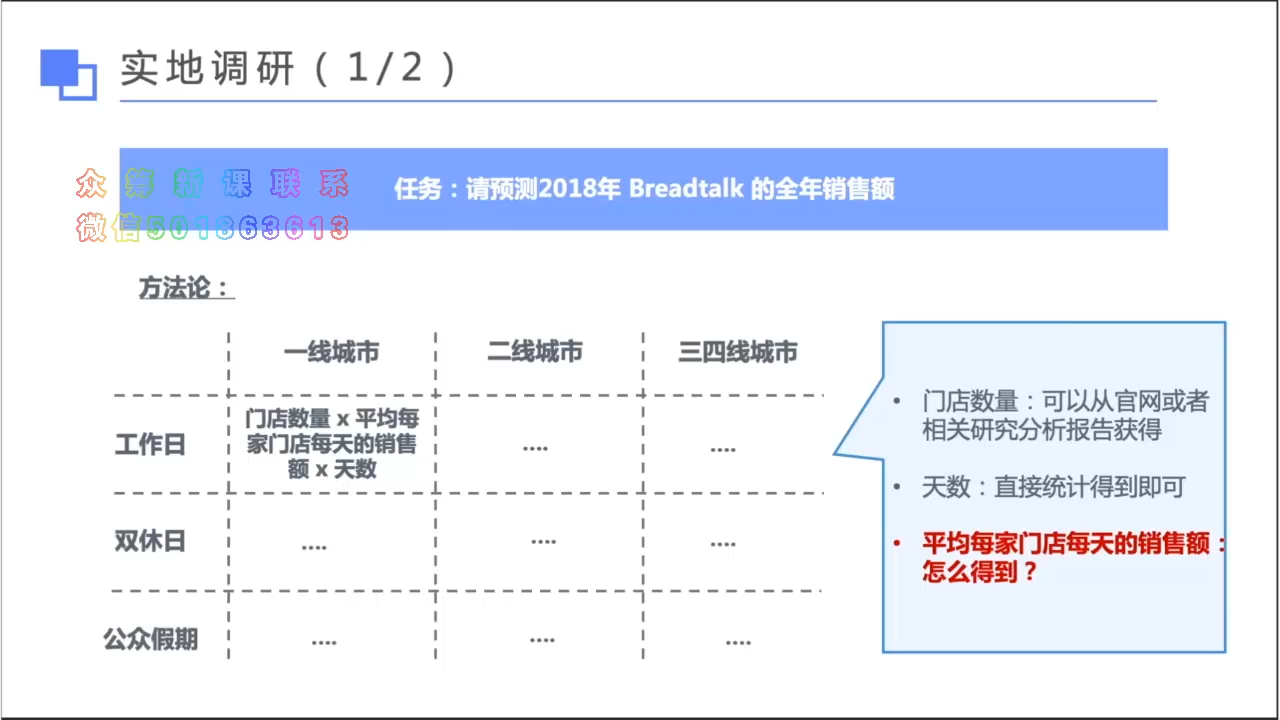 实地调研（1/2）
众筹新课联系
微信501863613
任务：请预测2018年 Breadtalk 的全年销售额
方法论：
一线城市
二线城市
三四线城市
工作日
门店数量 x 平均每
家门店每天的销售
额 x 天数
....
....
双休日
....
....
....
公众假期
....
....
....
• 门店数量：可以从官网或者
相关研究分析报告获得
• 天数：直接统计得到即可
• 平均每家门店每天的销售额：
怎么得到？